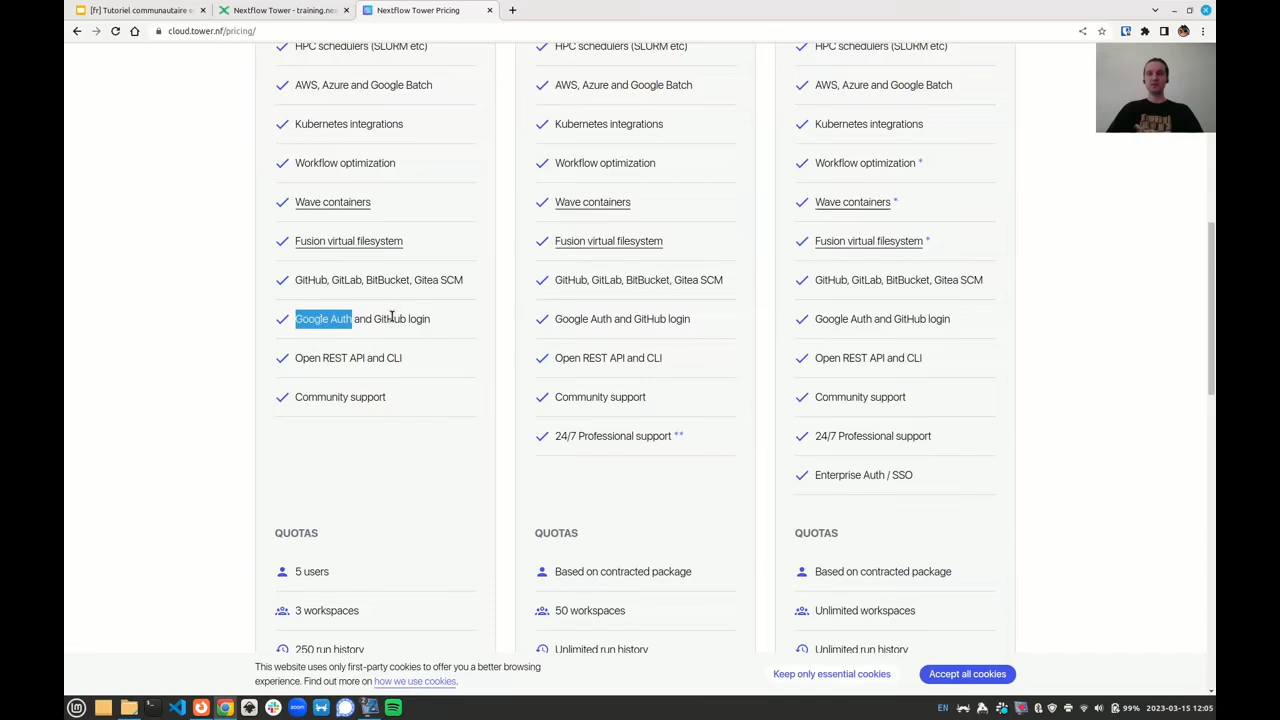 [fr] Tutoriel communautaire
Nextflow Tower - training.ne
Nextflow Tower Pricing
cloud.tower.nf/pricing/
HPC schedulers (SLURM etc)
AWS, Azure and Google Batch
Kubernetes integrations
Workflow optimization
Wave containers
Fusion virtual filesystem
GitHub, GitLab, BitBucket, Gitea SCM
Google Auth and GitHub login
Open REST API and CLI
Community support
QUOTAS
5 users
3 workspaces
250 run history
HPC schedulers (SLURM etc)
AWS, Azure and Google Batch
Kubernetes integrations
Workflow optimization
Wave containers
Fusion virtual filesystem
GitHub, GitLab, BitBucket, Gitea SCM
Google Auth and GitHub login
Open REST API and CLI
Community support
24/7 Professional support **
QUOTAS
Based on contracted package
50 workspaces
Unlimited run history
HPC schedulers (SLURM etc)
AWS, Azure and Google Batch
Kubernetes integrations
Workflow optimization *
Wave containers *
Fusion virtual filesystem *
GitHub, GitLab, BitBucket, Gitea SCM
Google Auth and GitHub login
Open REST API and CLI
Community support
24/7 Professional support
Enterprise Auth / SSO
QUOTAS
Based on contracted package
Unlimited workspaces
Unlimited run history
This website uses only first-party cookies to offer you a better browsing
experience. Find out more on how we use cookies.
Keep only essential cookies
Accept all cookies
EN
99%
2023-03-15 12:05